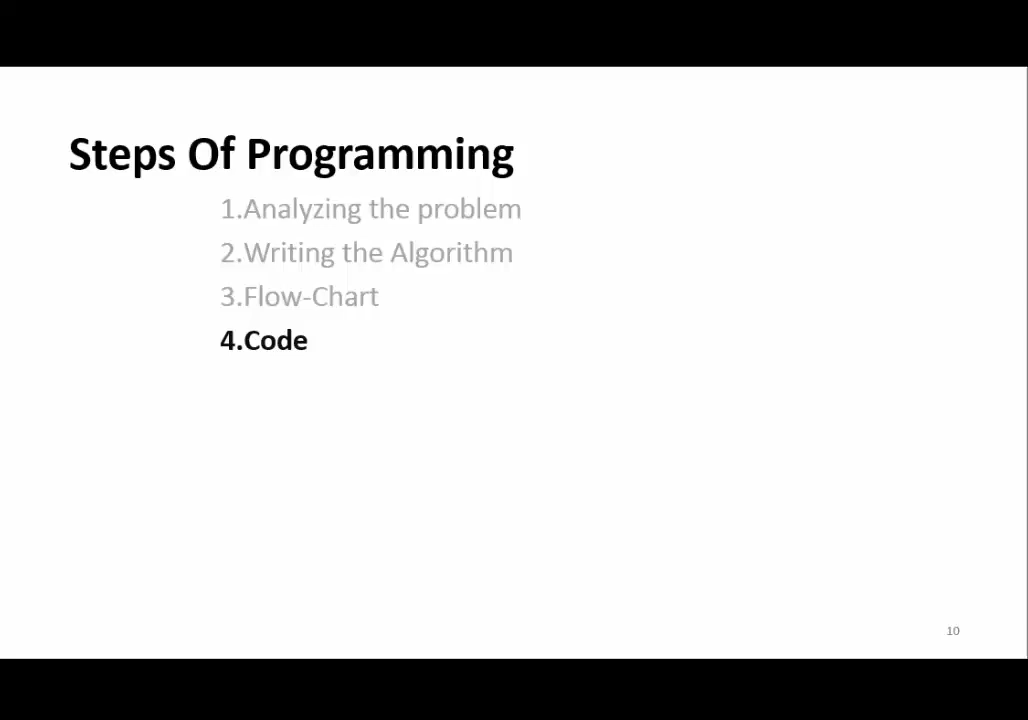 Steps Of Programming
1.Analyzing the problem
2.Writing the Algorithm
3.Flow-Chart
4.Code
10